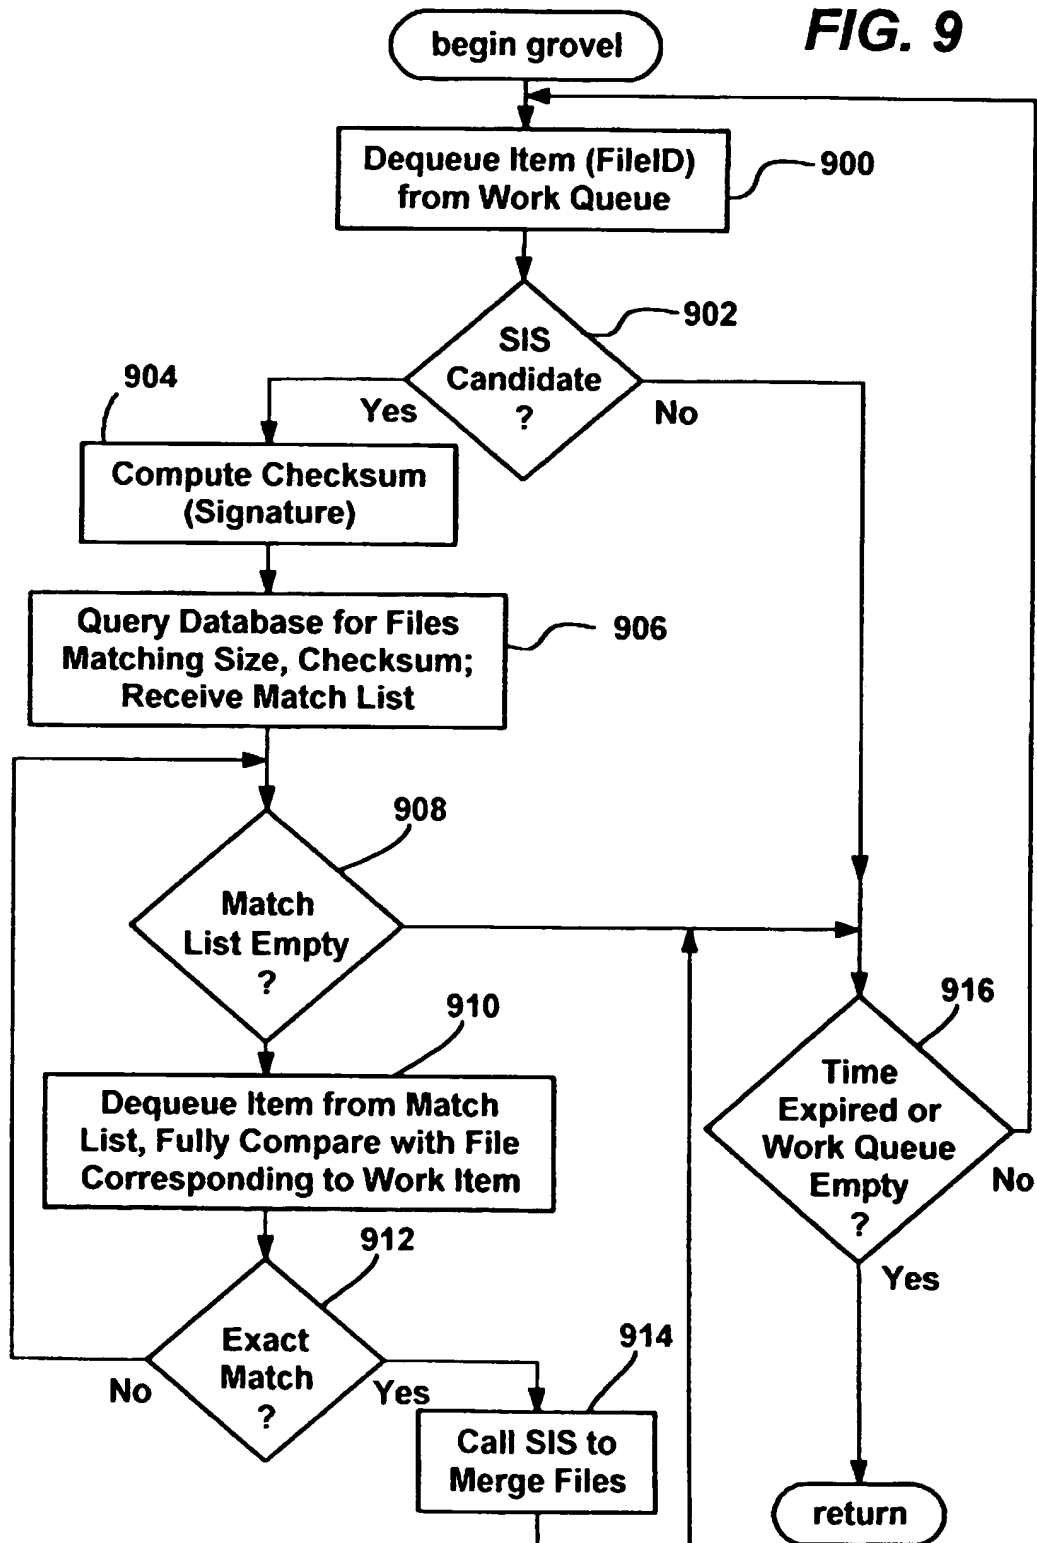 FIG. 9
begin grovel
Dequeue Item (FileID)
from Work Queue
900
SIS
Candidate
?
902
Yes
No
904
Compute Checksum
(Signature)
Query Database for Files
Matching Size, Checksum;
Receive Match List
906
908
Match
List Empty
?
910
Dequeue Item from Match
List, Fully Compare with File
Corresponding to Work Item
912
Exact
Match
?
No
Yes
914
Call SIS to
Merge Files
916
Time
Expired or
Work Queue
Empty
?
No
Yes
return